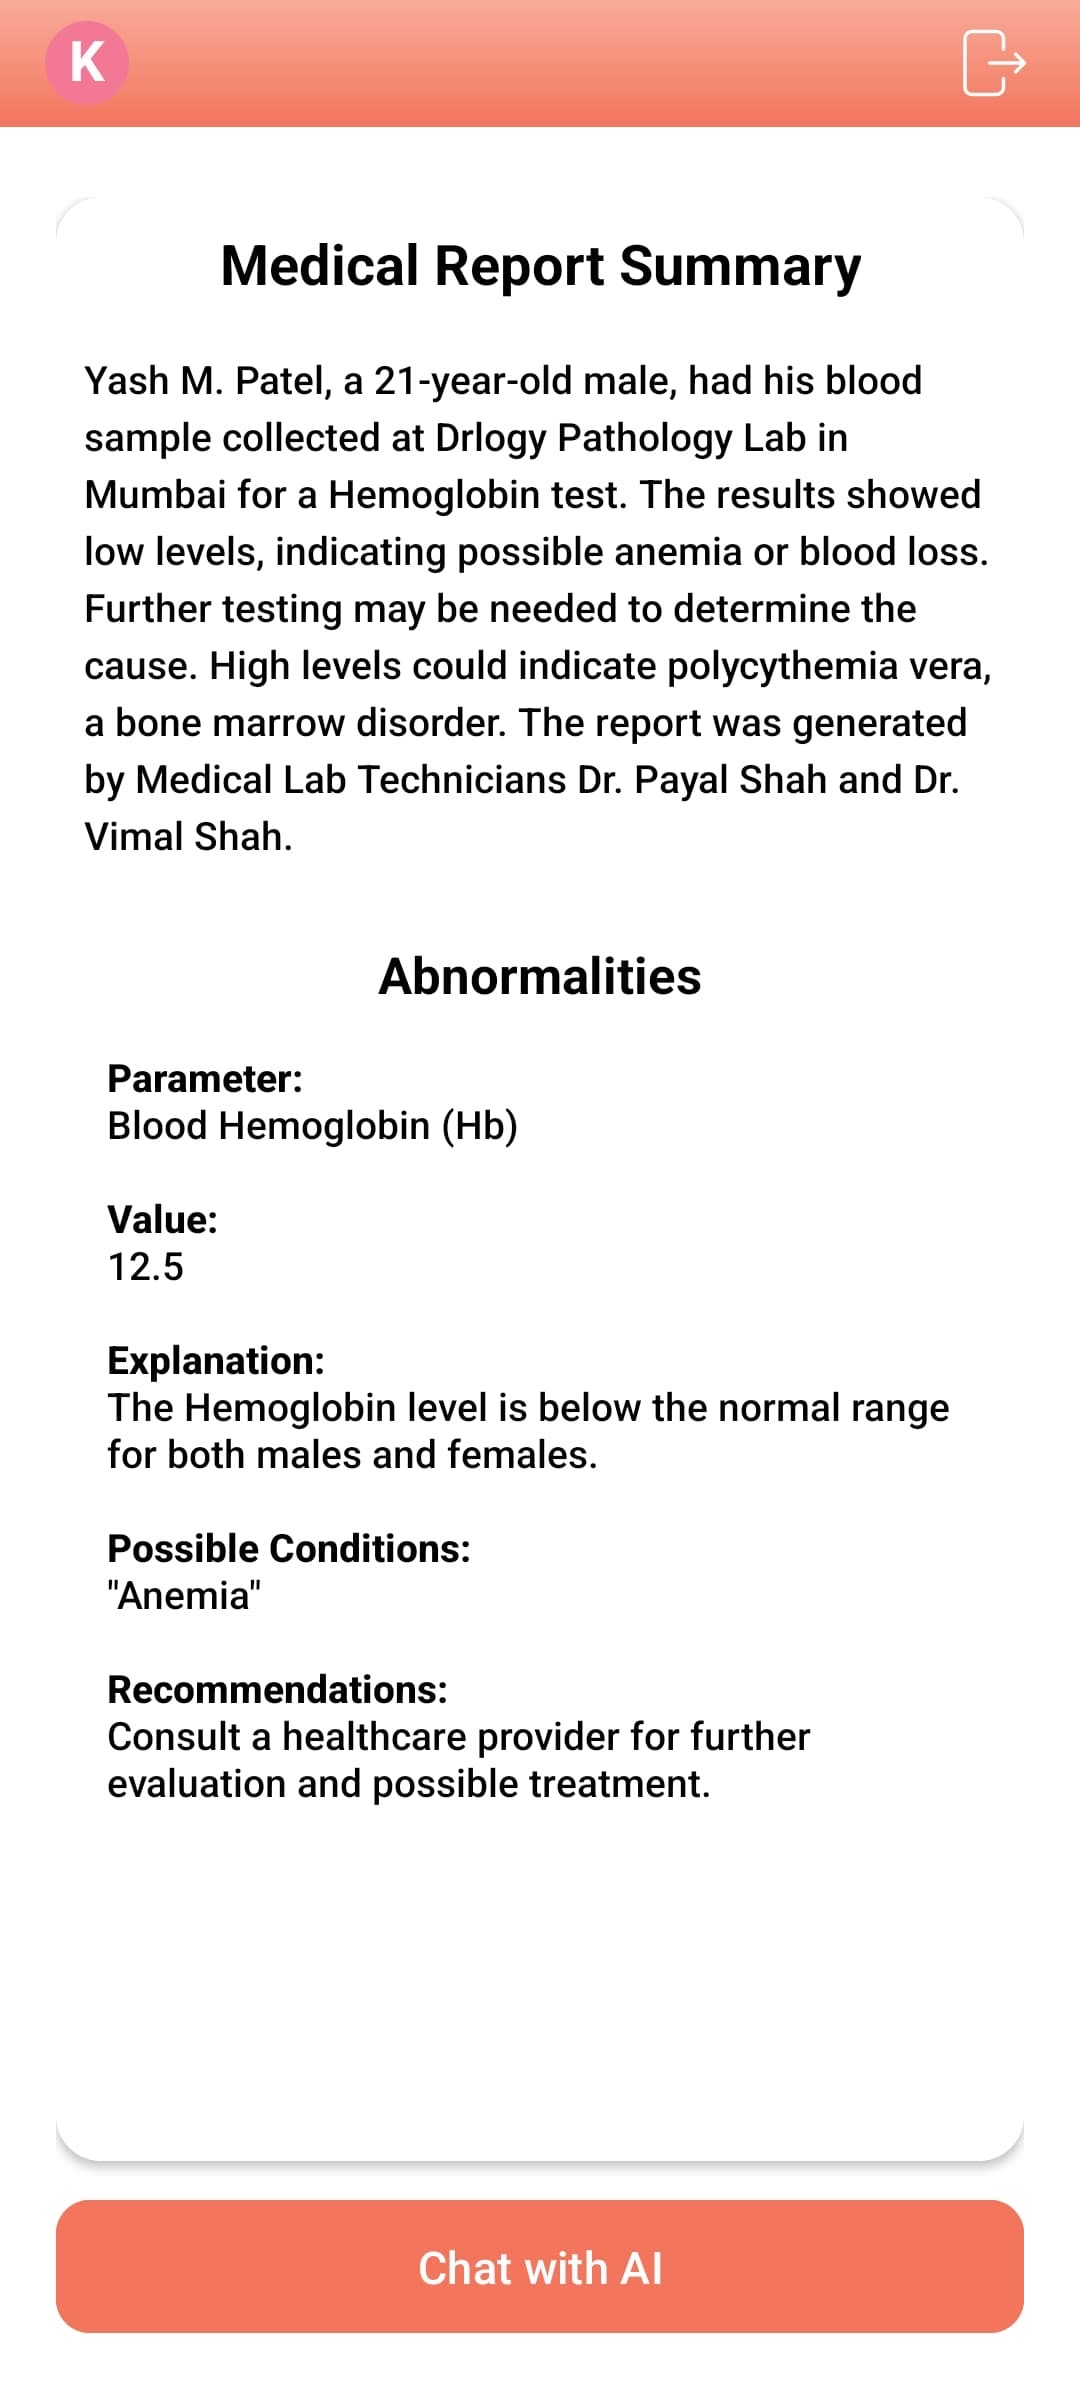 K
Medical Report Summary
Yash M. Patel, a 21-year-old male, had his blood
sample collected at Drlogy Pathology Lab in
Mumbai for a Hemoglobin test. The results showed
low levels, indicating possible anemia or blood loss.
Further testing may be needed to determine the
cause. High levels could indicate polycythemia vera,
a bone marrow disorder. The report was generated
by Medical Lab Technicians Dr. Payal Shah and Dr.
Vimal Shah.
Abnormalities
Parameter:
Blood Hemoglobin (Hb)
Value:
12.5
Explanation:
The Hemoglobin level is below the normal range
for both males and females.
Possible Conditions:
"Anemia"
Recommendations:
Consult a healthcare provider for further
evaluation and possible treatment.
Chat with AI